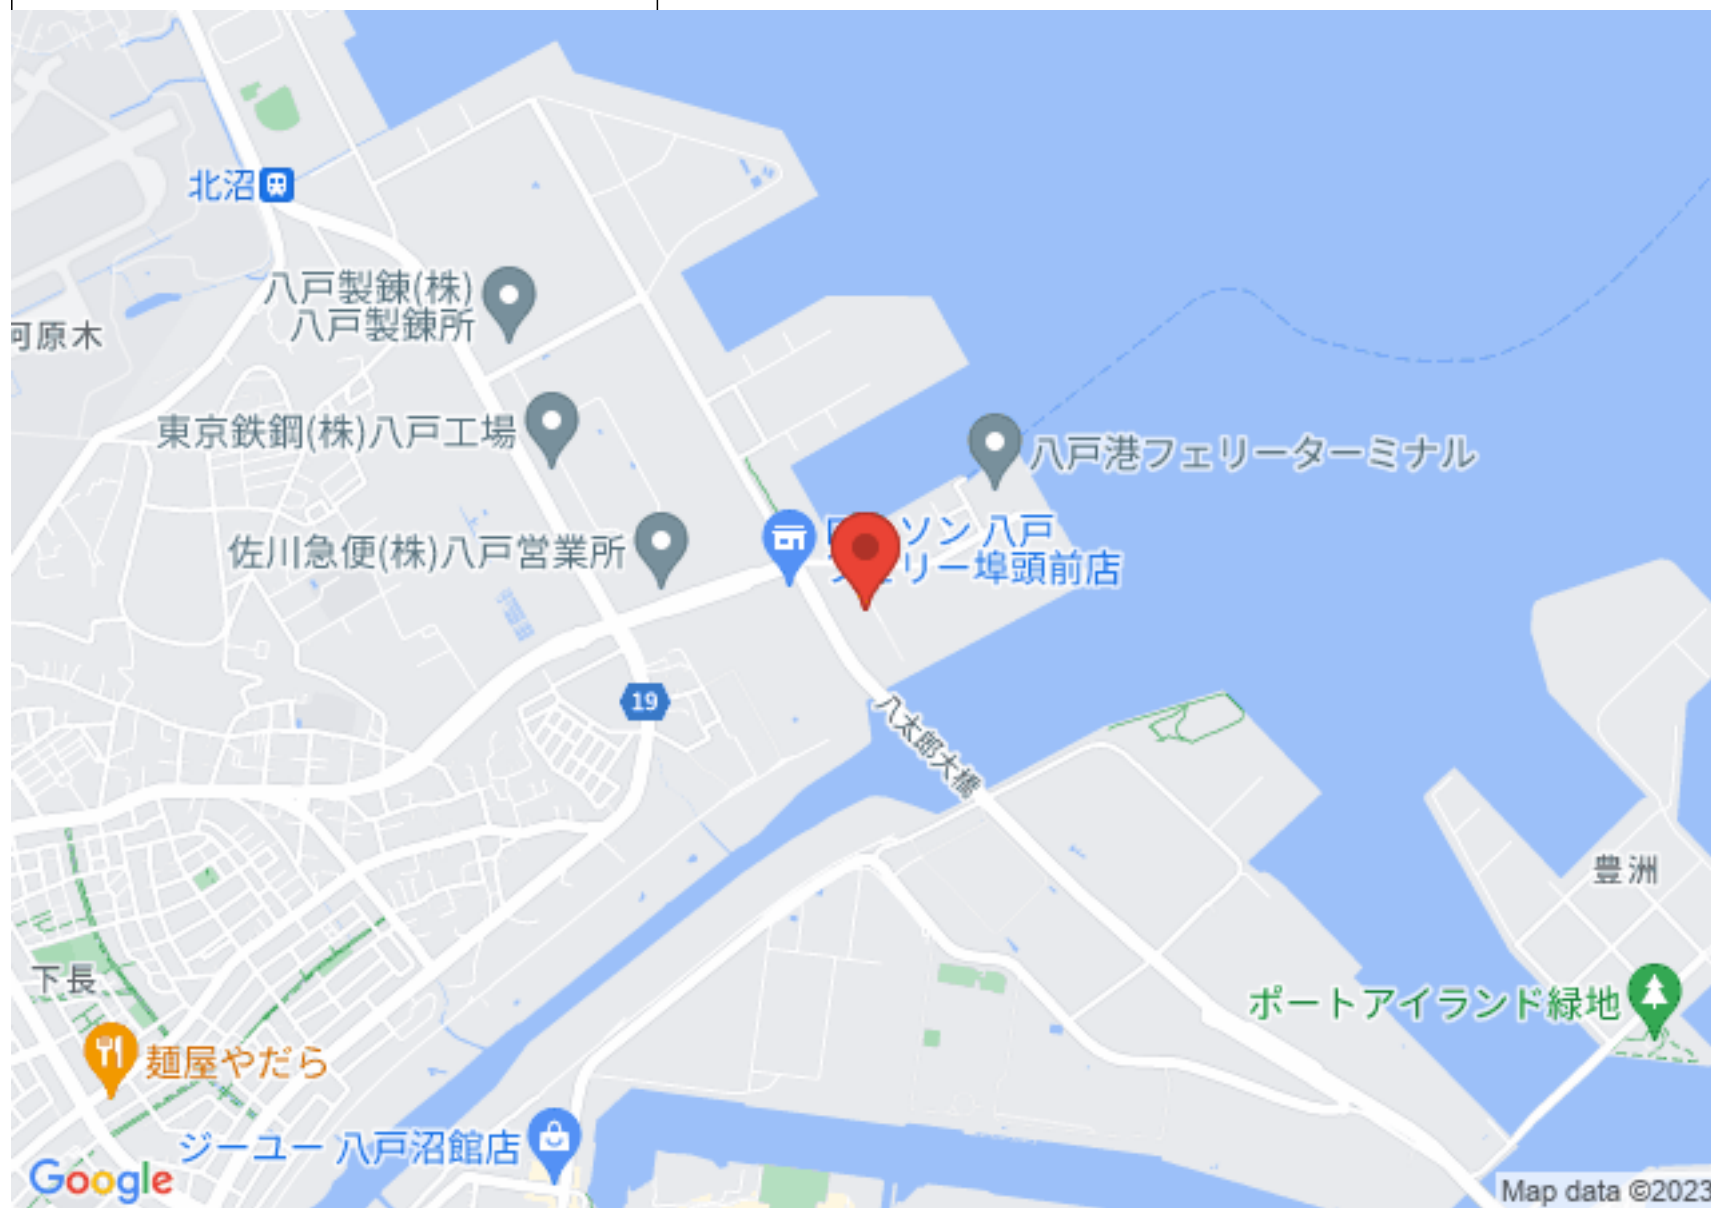 北沼
八戸製錬(株)
八戸製錬所
河原木
東京鉄鋼(株)八戸工場
八戸港フェリーターミナル
ソン 八戸
リー埠頭前店
佐川急便(株)八戸営業所
19
八太郎大橋
豊洲
下長
ポートアイランド緑地
麺屋やだら
ジーユー 八戸沼館店
Google
Map data ©2023